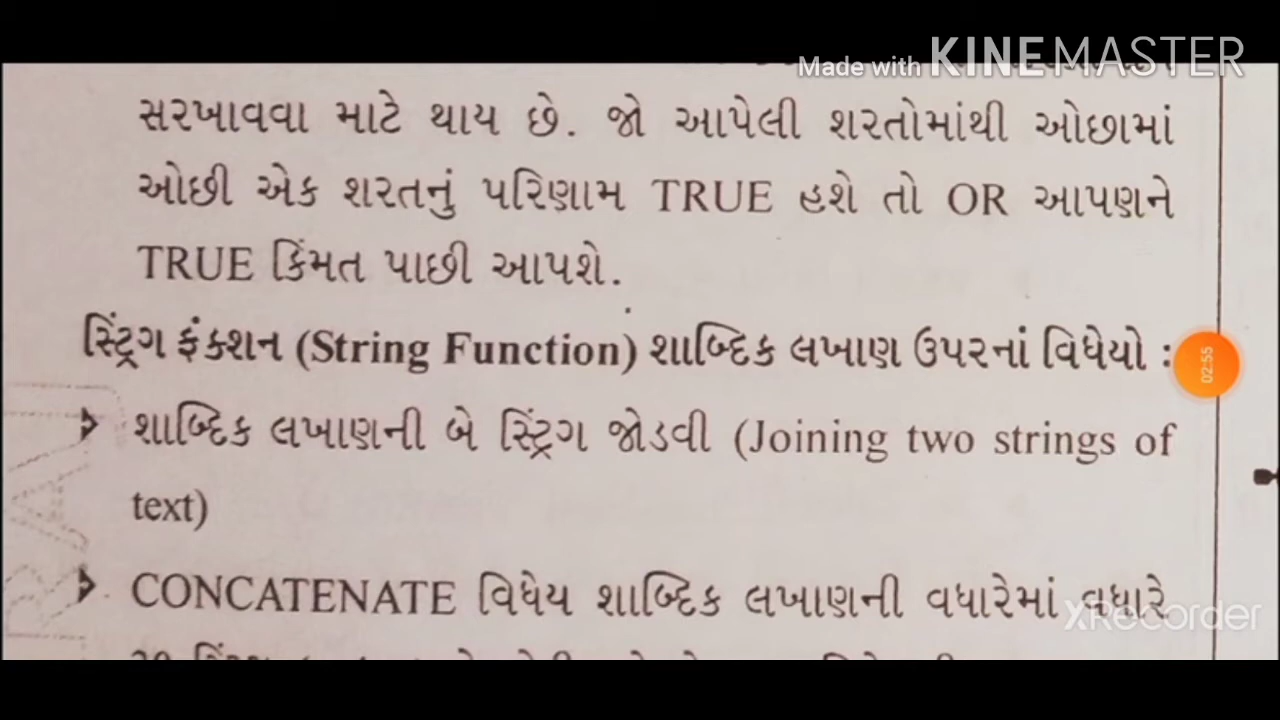 Made with KINEMASTER
સરખાવવા માટે થાય છે. જો આપેલી શરતોમાંથી ઓછામાં
ઓછી એક શરતનું પરિણામ TRUE હશે તો OR આપણને
TRUE કિંમત પાછી આપશે.
સ્ટ્રિંગ ફંક્શન (String Function) શાબ્દિક લખાણ ઉપરનાં વિધેયો :
02:55
શાબ્દિક લખાણની બે સ્ટ્રિંગ જોડવી (Joining two strings of
text)
CONCATENATE વિધેય શાબ્દિક લખાણની વધારેમાં વધારે
XRecorder